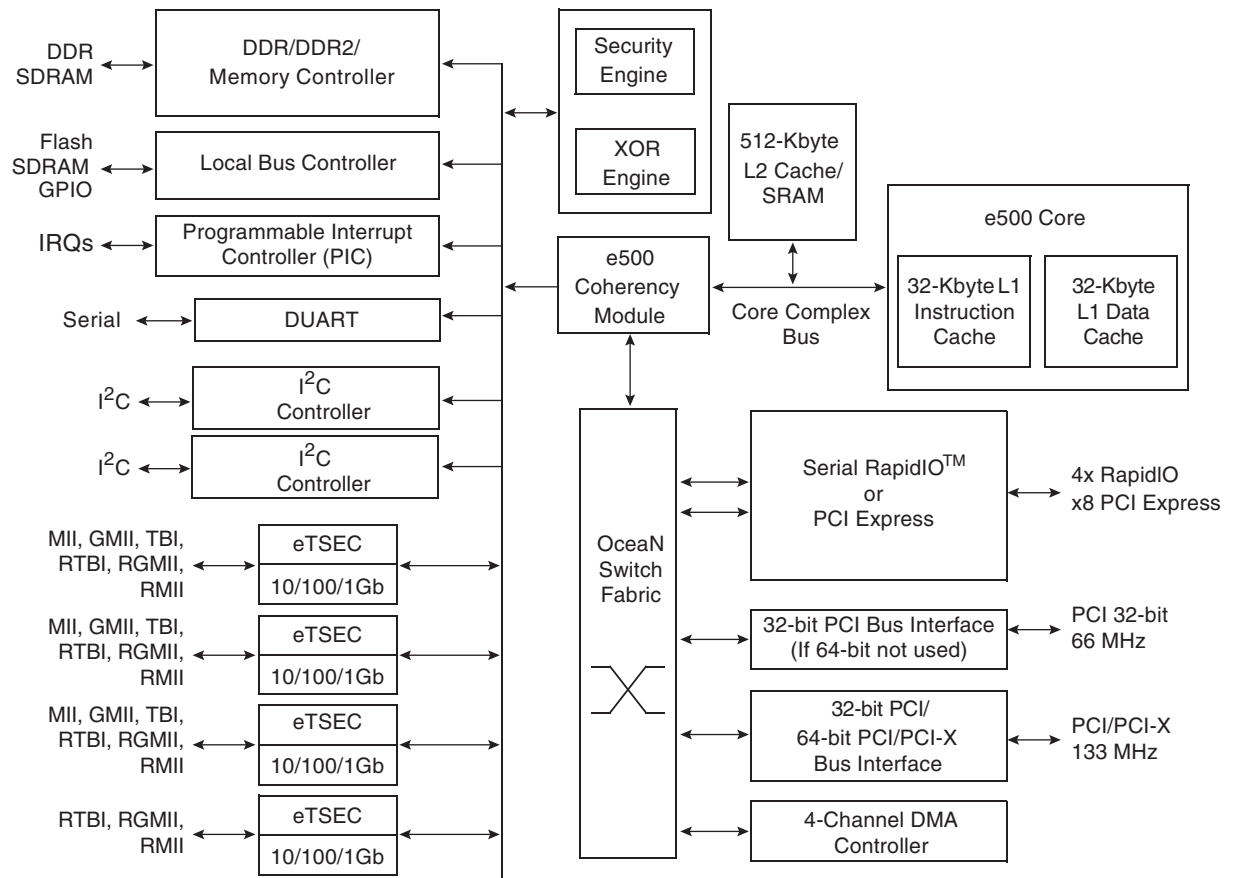 DDR
SDRAM
DDR/DDR2/
Memory Controller
Flash
SDRAM
GPIO
Local Bus Controller
IRQs
Programmable Interrupt
Controller (PIC)
Serial
DUART
I²C
I²C
Controller
I²C
I²C
Controller
MII, GMII, TBI,
RTBI, RGMII,
RMII
eTSEC
10/100/1Gb
MII, GMII, TBI,
RTBI, RGMII,
RMII
eTSEC
10/100/1Gb
MII, GMII, TBI,
RTBI, RGMII,
RMII
eTSEC
10/100/1Gb
RTBI, RGMII,
RMII
eTSEC
10/100/1Gb
Security
Engine
XOR
Engine
512-Kbyte
L2 Cache/
SRAM
e500
Coherency
Module
Core Complex
Bus
e500 Core
32-Kbyte L1
Instruction
Cache
32-Kbyte
L1 Data
Cache
OceaN
Switch
Fabric
Serial RapidIO™
or
PCI Express
4x RapidIO
x8 PCI Express
32-bit PCI Bus Interface
(If 64-bit not used)
PCI 32-bit
66 MHz
32-bit PCI/
64-bit PCI/PCI-X
Bus Interface
PCI/PCI-X
133 MHz
4-Channel DMA
Controller